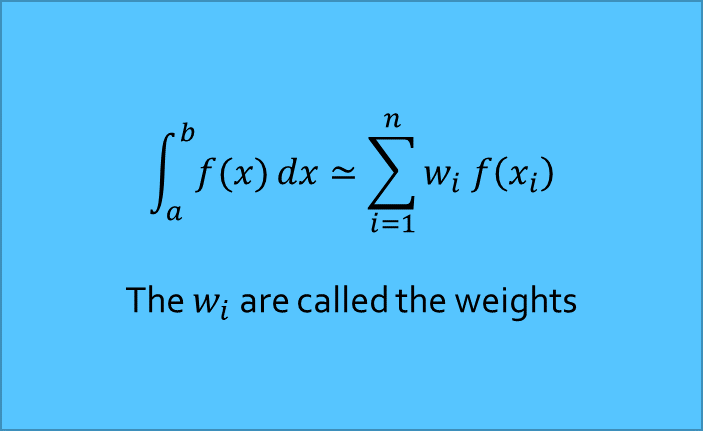 ∫_a^b f(x) dx ≃ ∑_{i=1}^n w_i f(x_i)
The w_i are called the weights